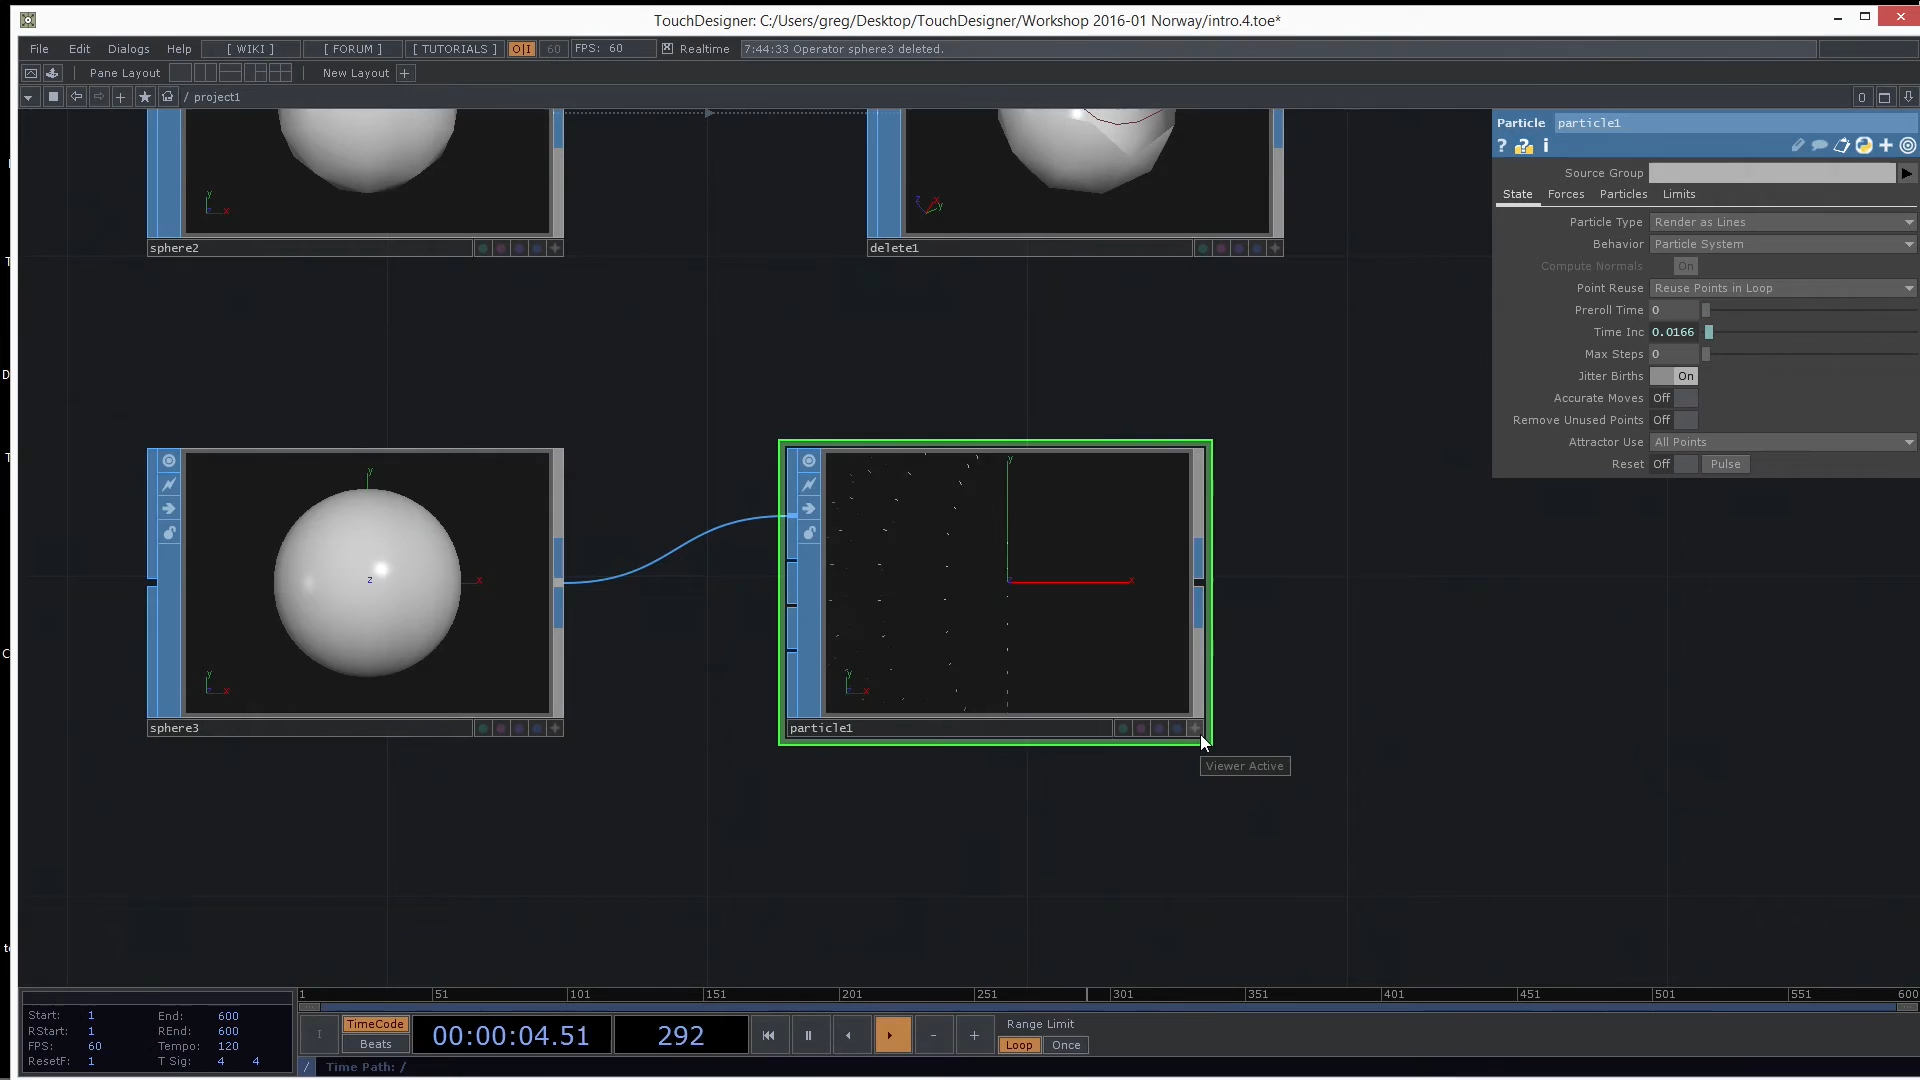 TouchDesigner: C:/Users/greg/Desktop/TouchDesigner/Workshop 2016-01 Norway/intro.4.toe*
File Edit Dialogs Help [ WIKI ] [ FORUM ] [ TUTORIALS ] O|I 60 FPS: 60 Realtime 7:44:33 Operator sphere3 deleted.
Pane Layout New Layout +
/ project1 0
Particle particle1
? ? i
Source Group
State Forces Particles Limits
Particle Type Render as Lines
Behavior Particle System
Compute Normals On
Point Reuse Reuse Points in Loop
Preroll Time 0
Time Inc 0.0166
Max Steps 0
Jitter Births On
Accurate Moves Off
Remove Unused Points Off
Attractor Use All Points
Reset Off Pulse
y x
z x y
sphere2
delete1
y
z x
y x
sphere3
y
x
y x
particle1
Viewer Active
1 51 101 151 201 251 301 351 401 451 501 551 600
Start: 1 End: 600
RStart: 1 REnd: 600
FPS: 60 Tempo: 120
ResetF: 1 T Sig: 4 4
I TimeCode Beats 00:00:04.51 292 - + Range Limit
Loop Once
/ Time Path: /